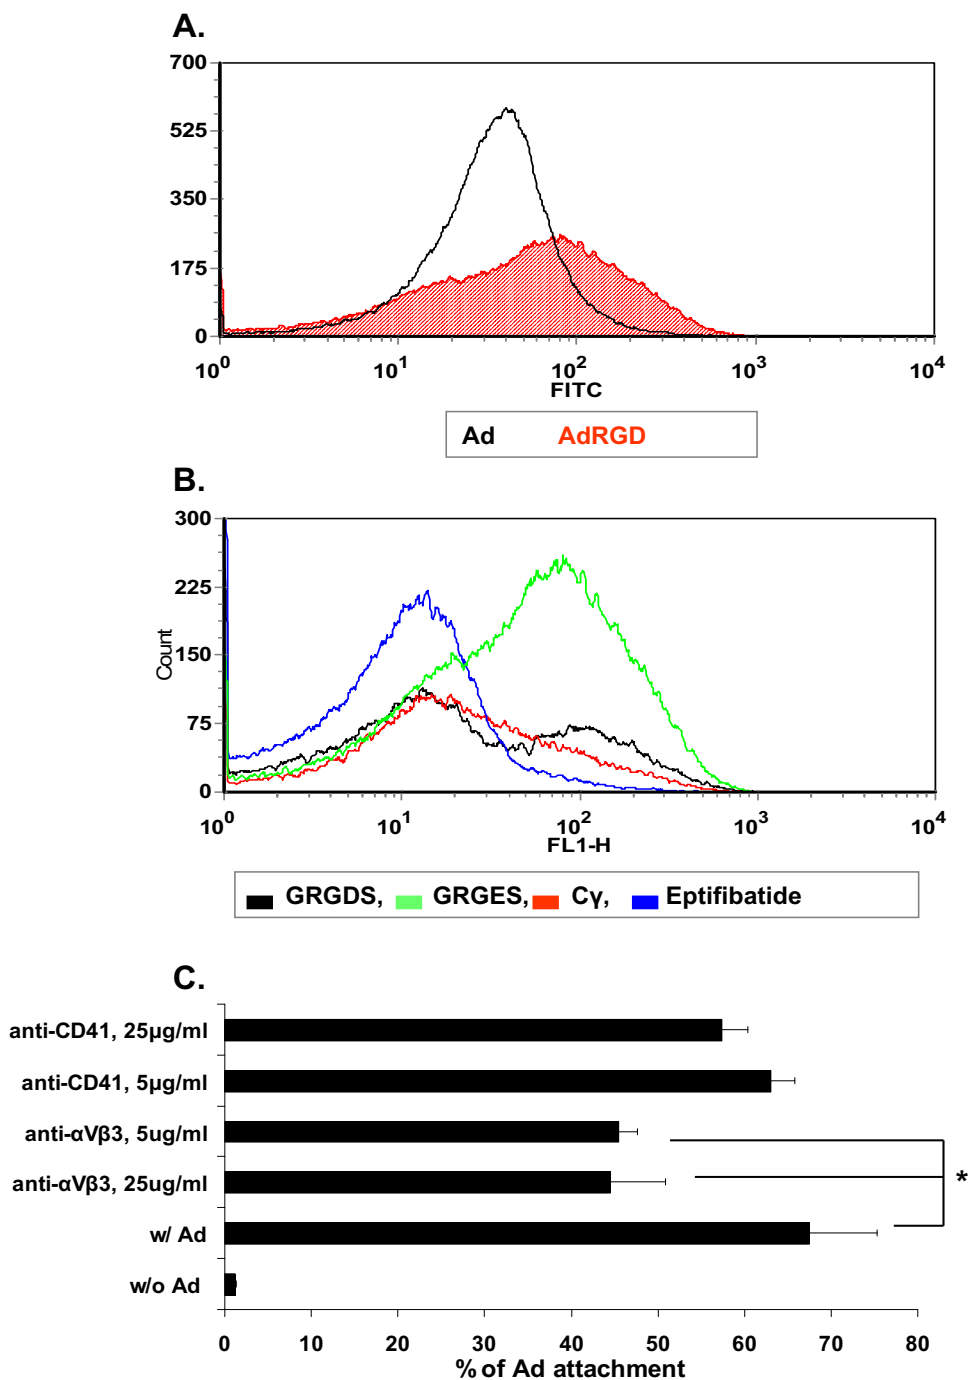 A.
700
525
350
175
0
10^0 10^1 10^2 10^3 10^4
FITC
Ad AdRGD
B.
300
225
150
75
0
Count
10^0 10^1 10^2 10^3 10^4
FL1-H
GRGDS, GRGES, Cγ, Eptifibatide
C.
anti-CD41, 25µg/ml
anti-CD41, 5µg/ml
anti-αVβ3, 5ug/ml
anti-αVβ3, 25ug/ml
*
w/ Ad
w/o Ad
0 10 20 30 40 50 60 70 80
% of Ad attachment